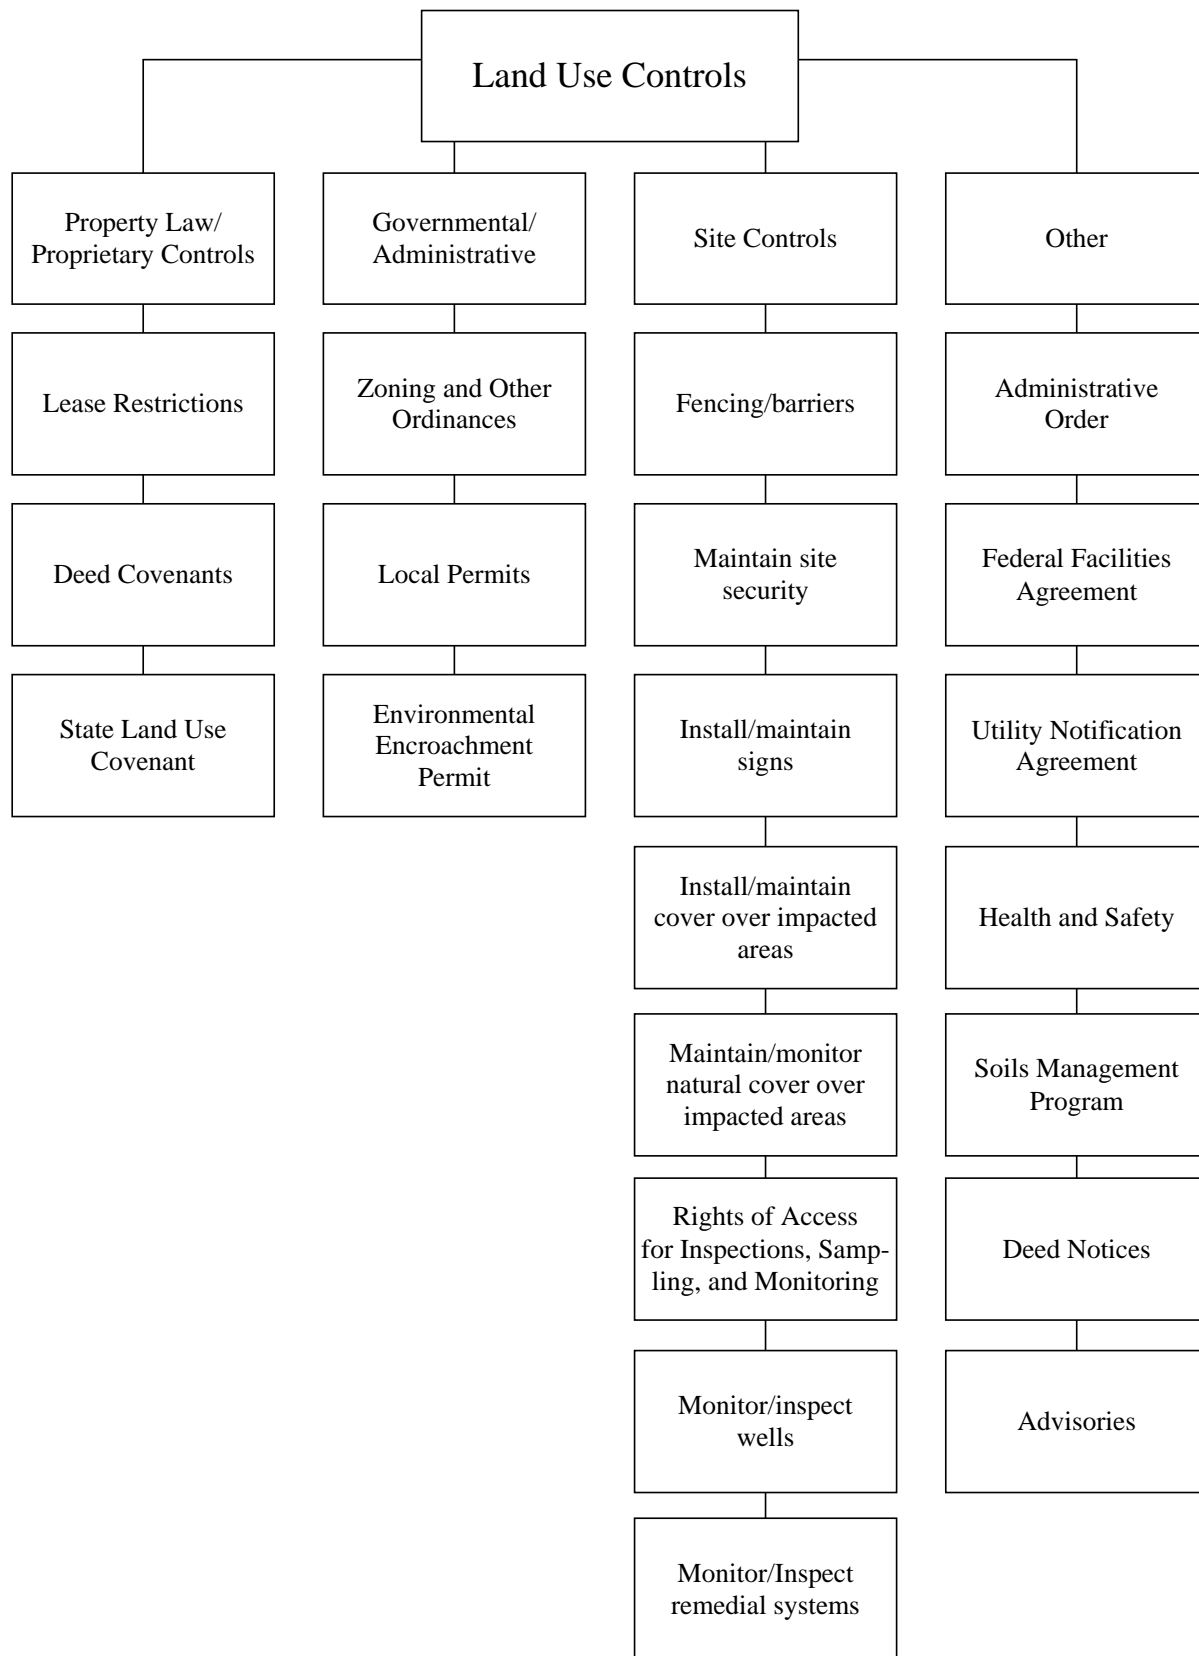 Land Use Controls
Property Law/
Proprietary Controls
Governmental/
Administrative
Site Controls
Other
Lease Restrictions
Zoning and Other
Ordinances
Fencing/barriers
Administrative
Order
Deed Covenants
Local Permits
Maintain site
security
Federal Facilities
Agreement
State Land Use
Covenant
Environmental
Encroachment
Permit
Install/maintain
signs
Utility Notification
Agreement
Install/maintain
cover over impacted
areas
Health and Safety
Maintain/monitor
natural cover over
impacted areas
Soils Management
Program
Rights of Access
for Inspections, Samp-
ling, and Monitoring
Deed Notices
Monitor/inspect
wells
Advisories
Monitor/Inspect
remedial systems